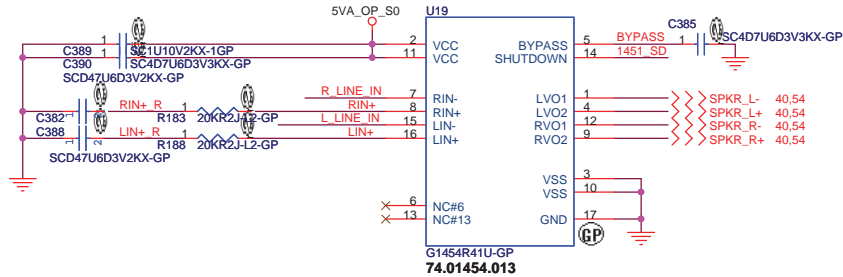 5VA_OP_S0
U19
C385
C389
1
SC1U10V2KX-1GP
2
VCC
BYPASS
5
BYPASS
1
SC4D7U6D3V3KX-GP
C390
1
SC4D7U6D3V3KX-GP
11
VCC
SHUTDOWN
14
1451_SD
SCD47U6D3V2KX-GP
R_LINE_IN
7
RIN-
LVO1
1
SPKR_L-
40,54
C382
RIN+_R
1
R183
20KR2J-L2-GP
RIN+
8
RIN+
LVO2
4
SPKR_L+
40,54
L_LINE_IN
15
LIN-
RVO1
12
SPKR_R-
40,54
C388
LIN+_R
1
R188
20KR2J-L2-GP
LIN+
16
LIN+
RVO2
9
SPKR_R+
40,54
SCD47U6D3V2KX-GP
VSS
3
VSS
10
6
NC#6
13
NC#13
GND
17
GP
G1454R41U-GP
74.01454.013